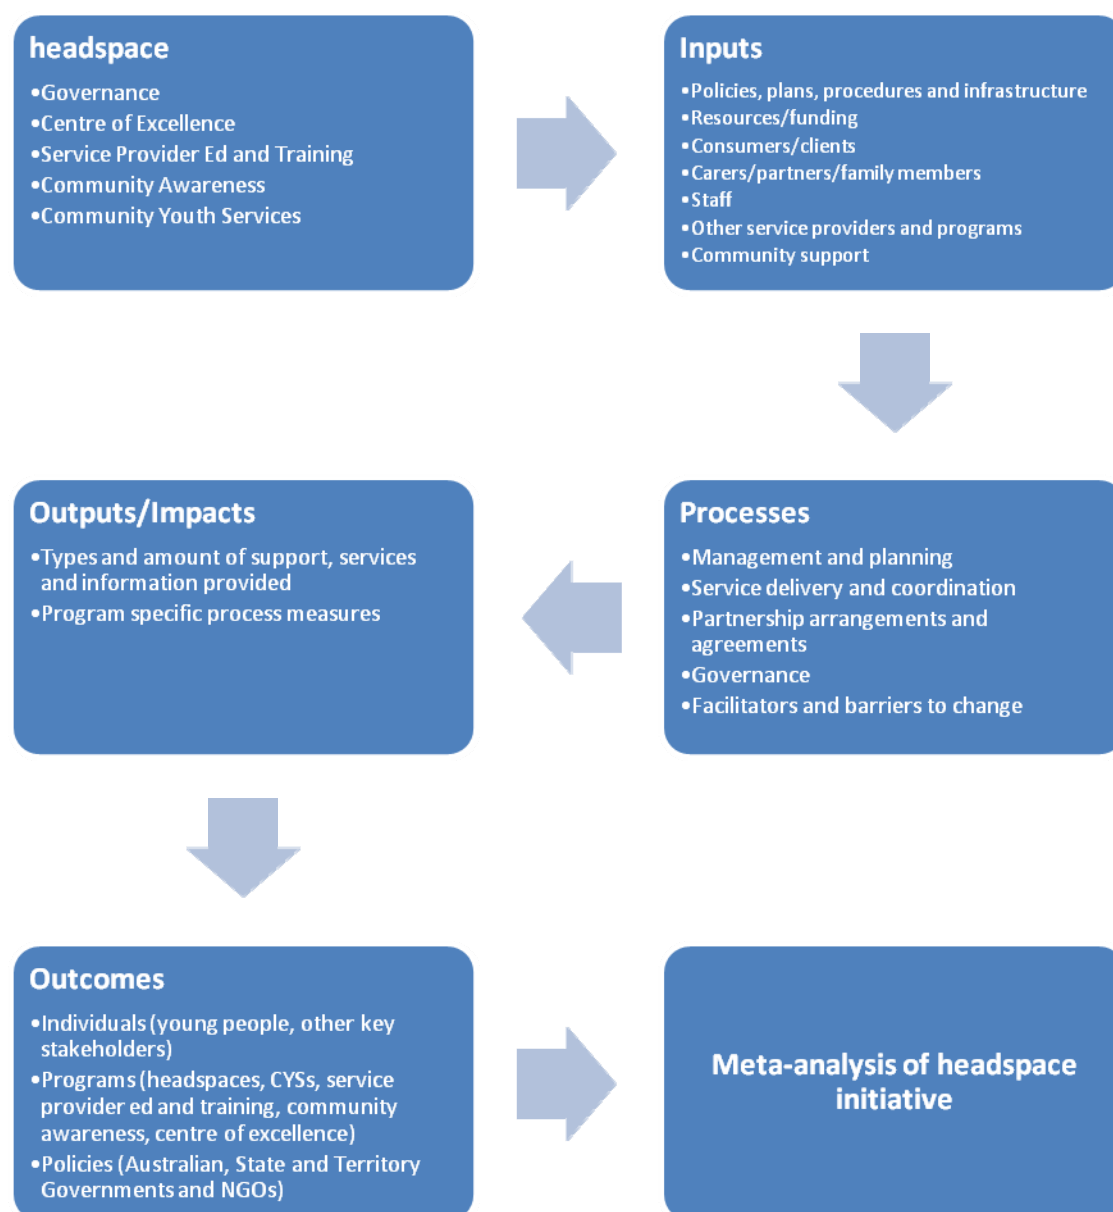 headspace
•Governance
•Centre of Excellence
•Service Provider Ed and Training
•Community Awareness
•Community Youth Services
Inputs
•Policies, plans, procedures and infrastructure
•Resources/funding
•Consumers/clients
•Carers/partners/family members
•Staff
•Other service providers and programs
•Community support
Processes
•Management and planning
•Service delivery and coordination
•Partnership arrangements and
agreements
•Governance
•Facilitators and barriers to change
Outputs/Impacts
•Types and amount of support, services
and information provided
•Program specific process measures
Outcomes
•Individuals (young people, other key
stakeholders)
•Programs (headspaces, CYSs, service
provider ed and training, community
awareness, centre of excellence)
•Policies (Australian, State and Territory
Governments and NGOs)
Meta-analysis of headspace
initiative